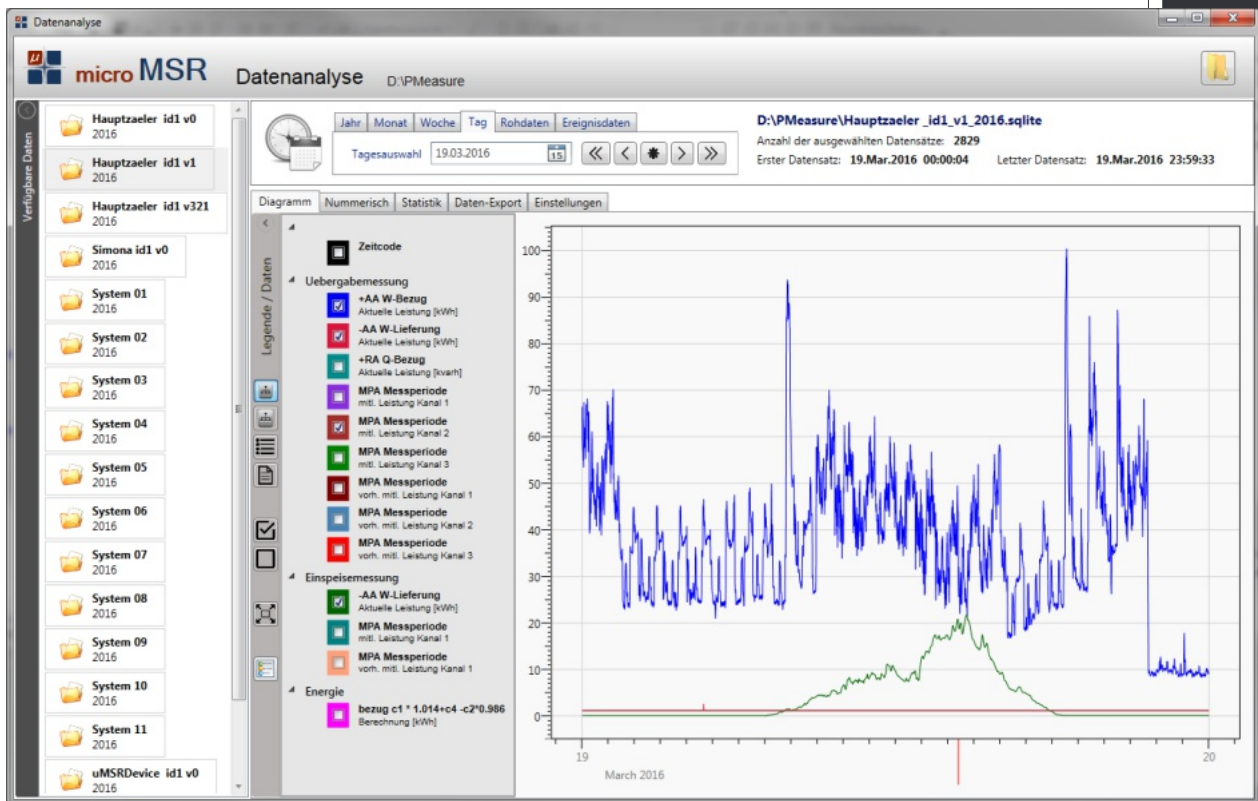 Datenanalyse
µ
micro MSR Datenanalyse D:\PMeasure
Verfügbare Daten
Hauptzaeler id1 v0
2016
Hauptzaeler id1 v1
2016
Hauptzaeler id1 v321
2016
Simona id1 v0
2016
System 01
2016
System 02
2016
System 03
2016
System 04
2016
System 05
2016
System 06
2016
System 07
2016
System 08
2016
System 09
2016
System 10
2016
System 11
2016
uMSRDevice id1 v0
2016
Jahr Monat Woche Tag Rohdaten Ereignisdaten
Tagesauswahl 19.03.2016 15
D:\PMeasure\Hauptzaeler _id1_v1_2016.sqlite
Anzahl der ausgewählten Datensätze: 2829
Erster Datensatz: 19.Mar.2016 00:00:04 Letzter Datensatz: 19.Mar.2016 23:59:33
Diagramm Nummerisch Statistik Daten-Export Einstellungen
Legende / Daten
Zeitcode
Uebergabemessung
+AA W-Bezug
Aktuelle Leistung [kWh]
-AA W-Lieferung
Aktuelle Leistung [kWh]
+RA Q-Bezug
Aktuelle Leistung [kvarh]
MPA Messperiode
mitl. Leistung Kanal 1
MPA Messperiode
mitl. Leistung Kanal 2
MPA Messperiode
mitl. Leistung Kanal 3
MPA Messperiode
vorh. mitl. Leistung Kanal 1
MPA Messperiode
vorh. mitl. Leistung Kanal 2
MPA Messperiode
vorh. mitl. Leistung Kanal 3
Einspeisemessung
-AA W-Lieferung
Aktuelle Leistung [kWh]
MPA Messperiode
mitl. Leistung Kanal 1
MPA Messperiode
vorh. mitl. Leistung Kanal 1
Energie
bezug c1 * 1.014+c4 -c2*0.986
Berechnung [kWh]
100
90
80
70
60
50
40
30
20
10
0
19 20
March 2016